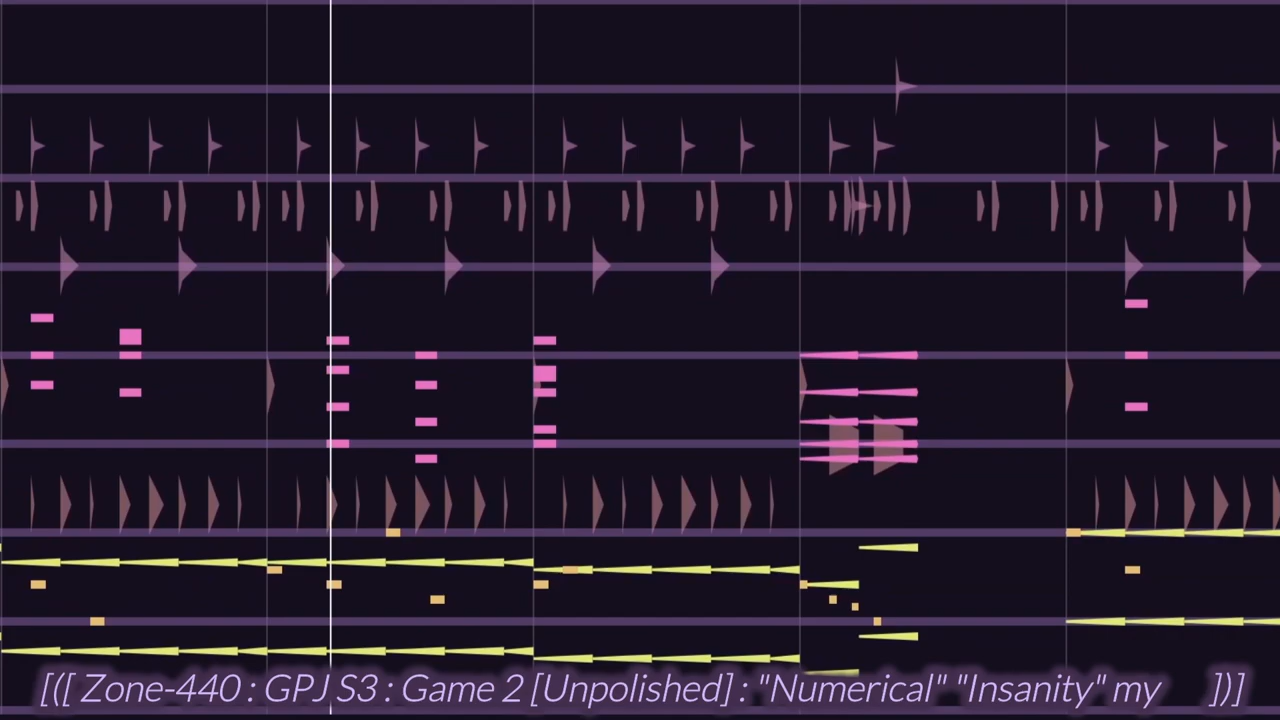 [([ Zone-440 : GPJ S3 : Game 2 [Unpolished] : "Numerical" "Insanity" my ])]